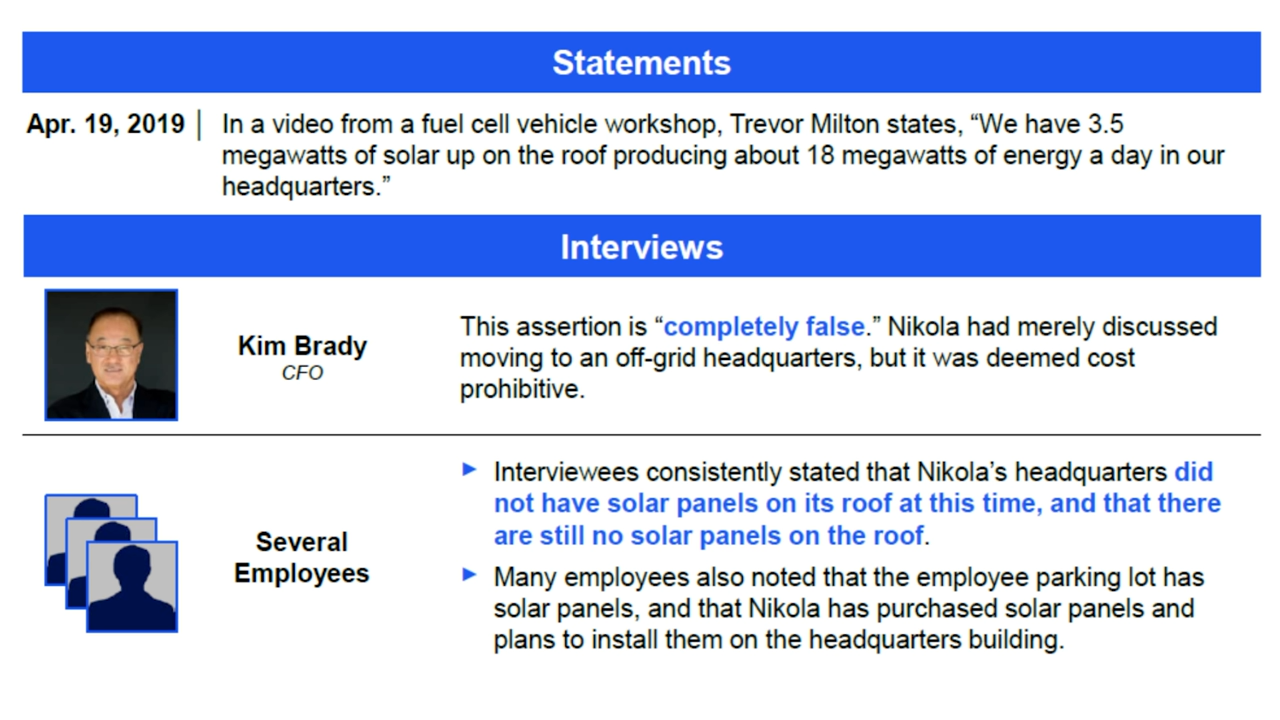 Statements
Apr. 19, 2019 | In a video from a fuel cell vehicle workshop, Trevor Milton states, “We have 3.5
megawatts of solar up on the roof producing about 18 megawatts of energy a day in our
headquarters.”
Interviews
Kim Brady
CFO
This assertion is “completely false.” Nikola had merely discussed
moving to an off-grid headquarters, but it was deemed cost
prohibitive.
Several
Employees
► Interviewees consistently stated that Nikola’s headquarters did
not have solar panels on its roof at this time, and that there
are still no solar panels on the roof.
► Many employees also noted that the employee parking lot has
solar panels, and that Nikola has purchased solar panels and
plans to install them on the headquarters building.